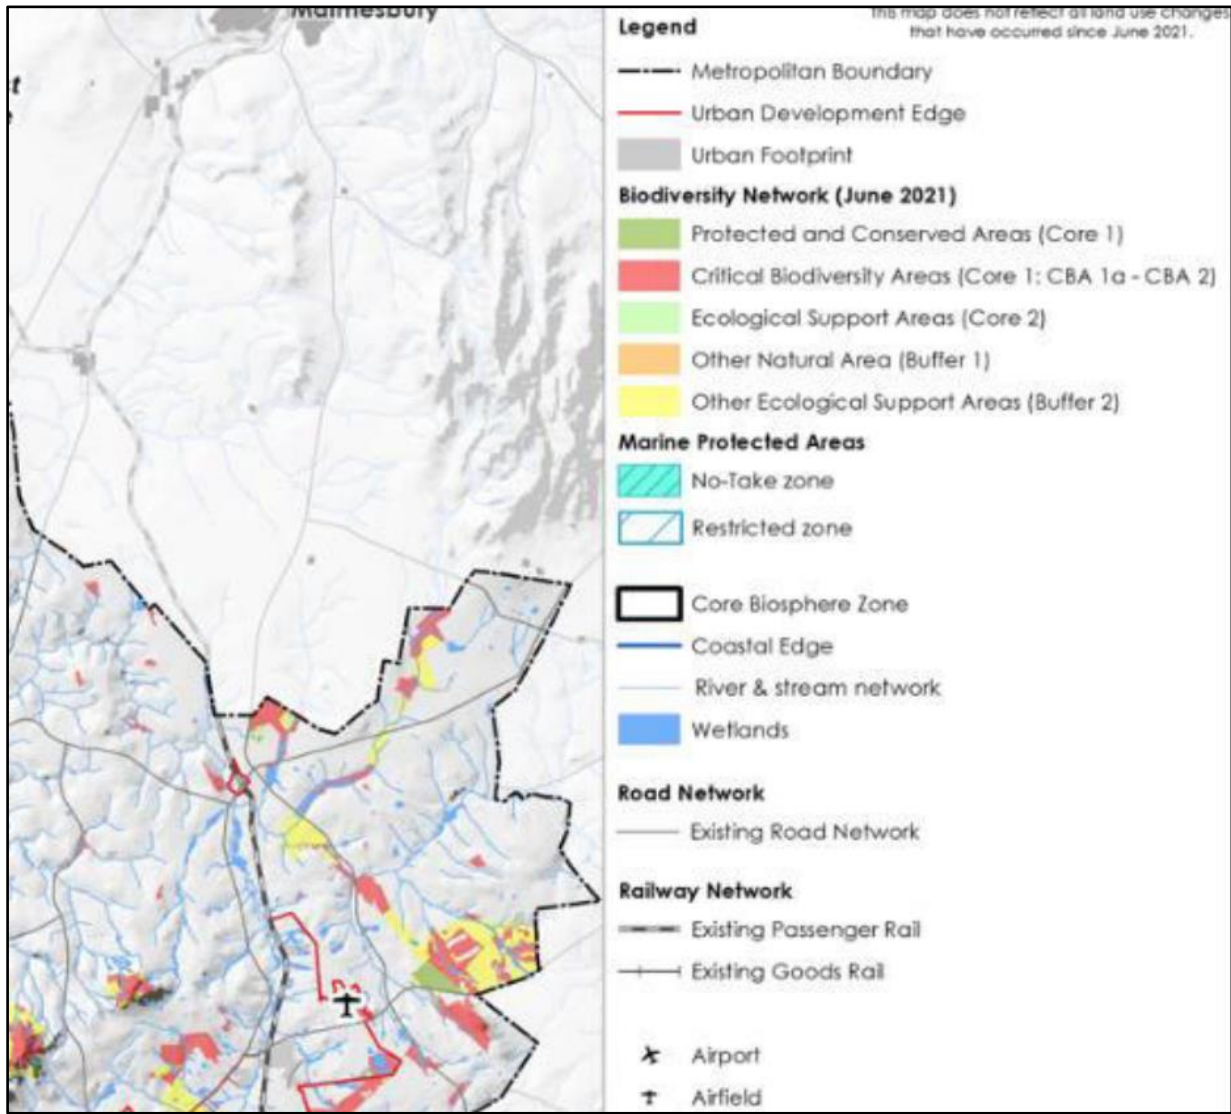 Malmesbury
t
This map does not reflect all land use changes
that have occurred since June 2021.
Legend
Metropolitan Boundary
Urban Development Edge
Urban Footprint
Biodiversity Network (June 2021)
Protected and Conserved Areas (Core 1)
Critical Biodiversity Areas (Core 1: CBA 1a - CBA 2)
Ecological Support Areas (Core 2)
Other Natural Area (Buffer 1)
Other Ecological Support Areas (Buffer 2)
Marine Protected Areas
No-Take zone
Restricted zone
Core Biosphere Zone
Coastal Edge
River & stream network
Wetlands
Road Network
Existing Road Network
Railway Network
Existing Passenger Rail
Existing Goods Rail
Airport
Airfield